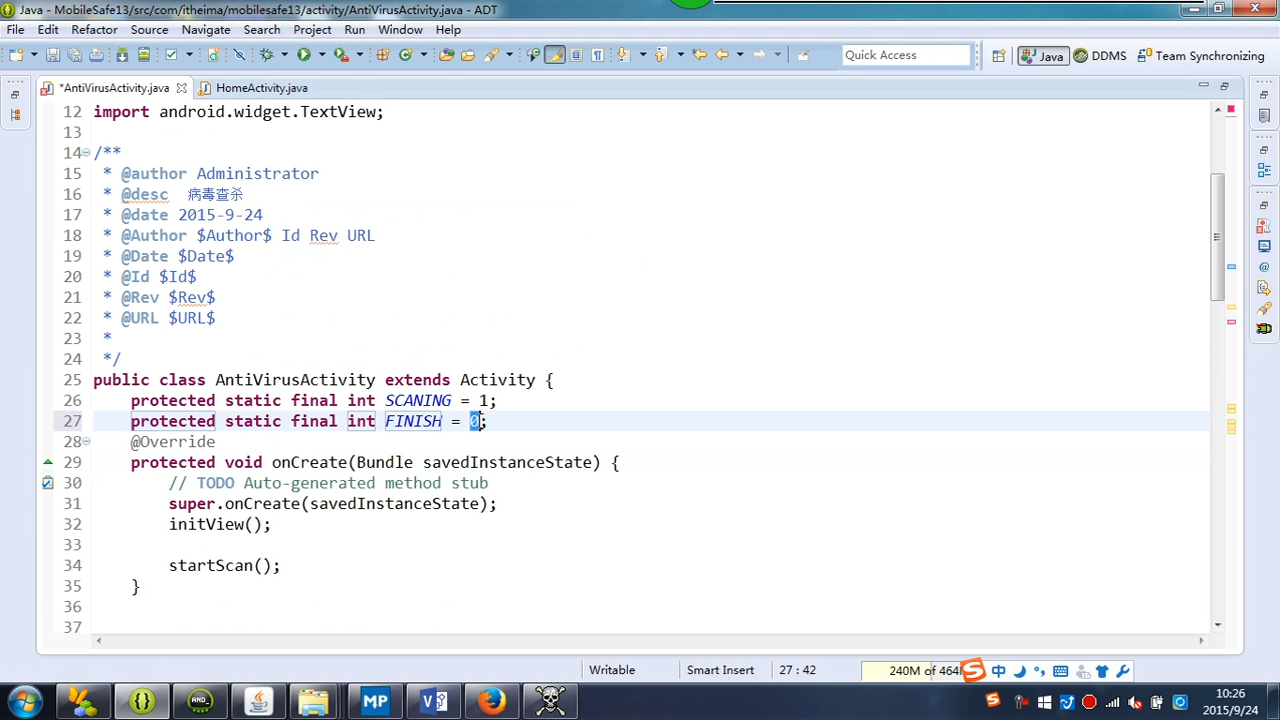 Java - MobileSafe13/src/com/itheima/mobilesafe13/activity/AntiVirusActivity.java - ADT
File Edit Refactoring Source Navigate Search Project Run Window Help
Quick Access Java DDMS Team Synchronizing
*AntiVirusActivity.java HomeActivity.java
12 import android.widget.TextView;
13
14 /**
15 * @author Administrator
16 * @desc 病毒查杀
17 * @date 2015-9-24
18 * @Author $Author$ Id Rev URL
19 * @Date $Date$
20 * @Id $Id$
21 * @Rev $Rev$
22 * @URL $URL$
23 *
24 */
25 public class AntiVirusActivity extends Activity {
26 protected static final int SCANING = 1;
27 protected static final int FINISH = 0;
28 @Override
29 protected void onCreate(Bundle savedInstanceState) {
30 // TODO Auto-generated method stub
31 super.onCreate(savedInstanceState);
32 initView();
33
34 startScan();
35 }
36
37
Writable Smart Insert 27 : 42 240M of 464M 中
AND_ MP
10:26
2015/9/24